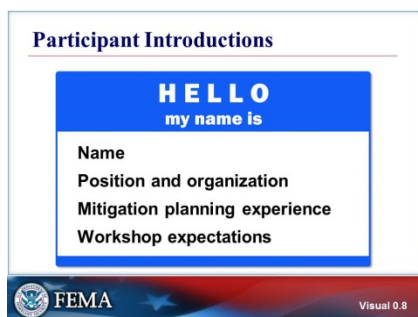 Participant Introductions
HELLO
my name is
Name
Position and organization
Mitigation planning experience
Workshop expectations
FEMA
Visual 0.8